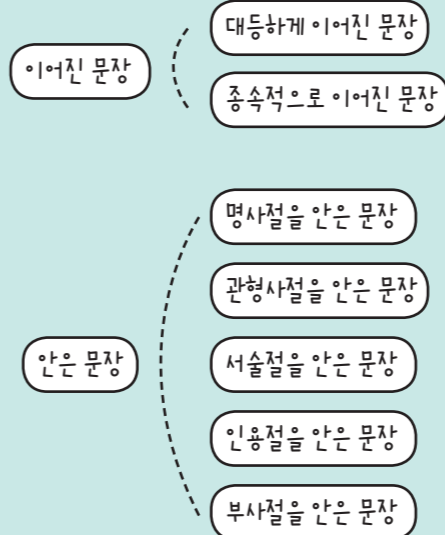 이어진 문장
대등하게 이어진 문장
종속적으로 이어진 문장
안은 문장
명사절을 안은 문장
관형사절을 안은 문장
서술절을 안은 문장
인용절을 안은 문장
부사절을 안은 문장